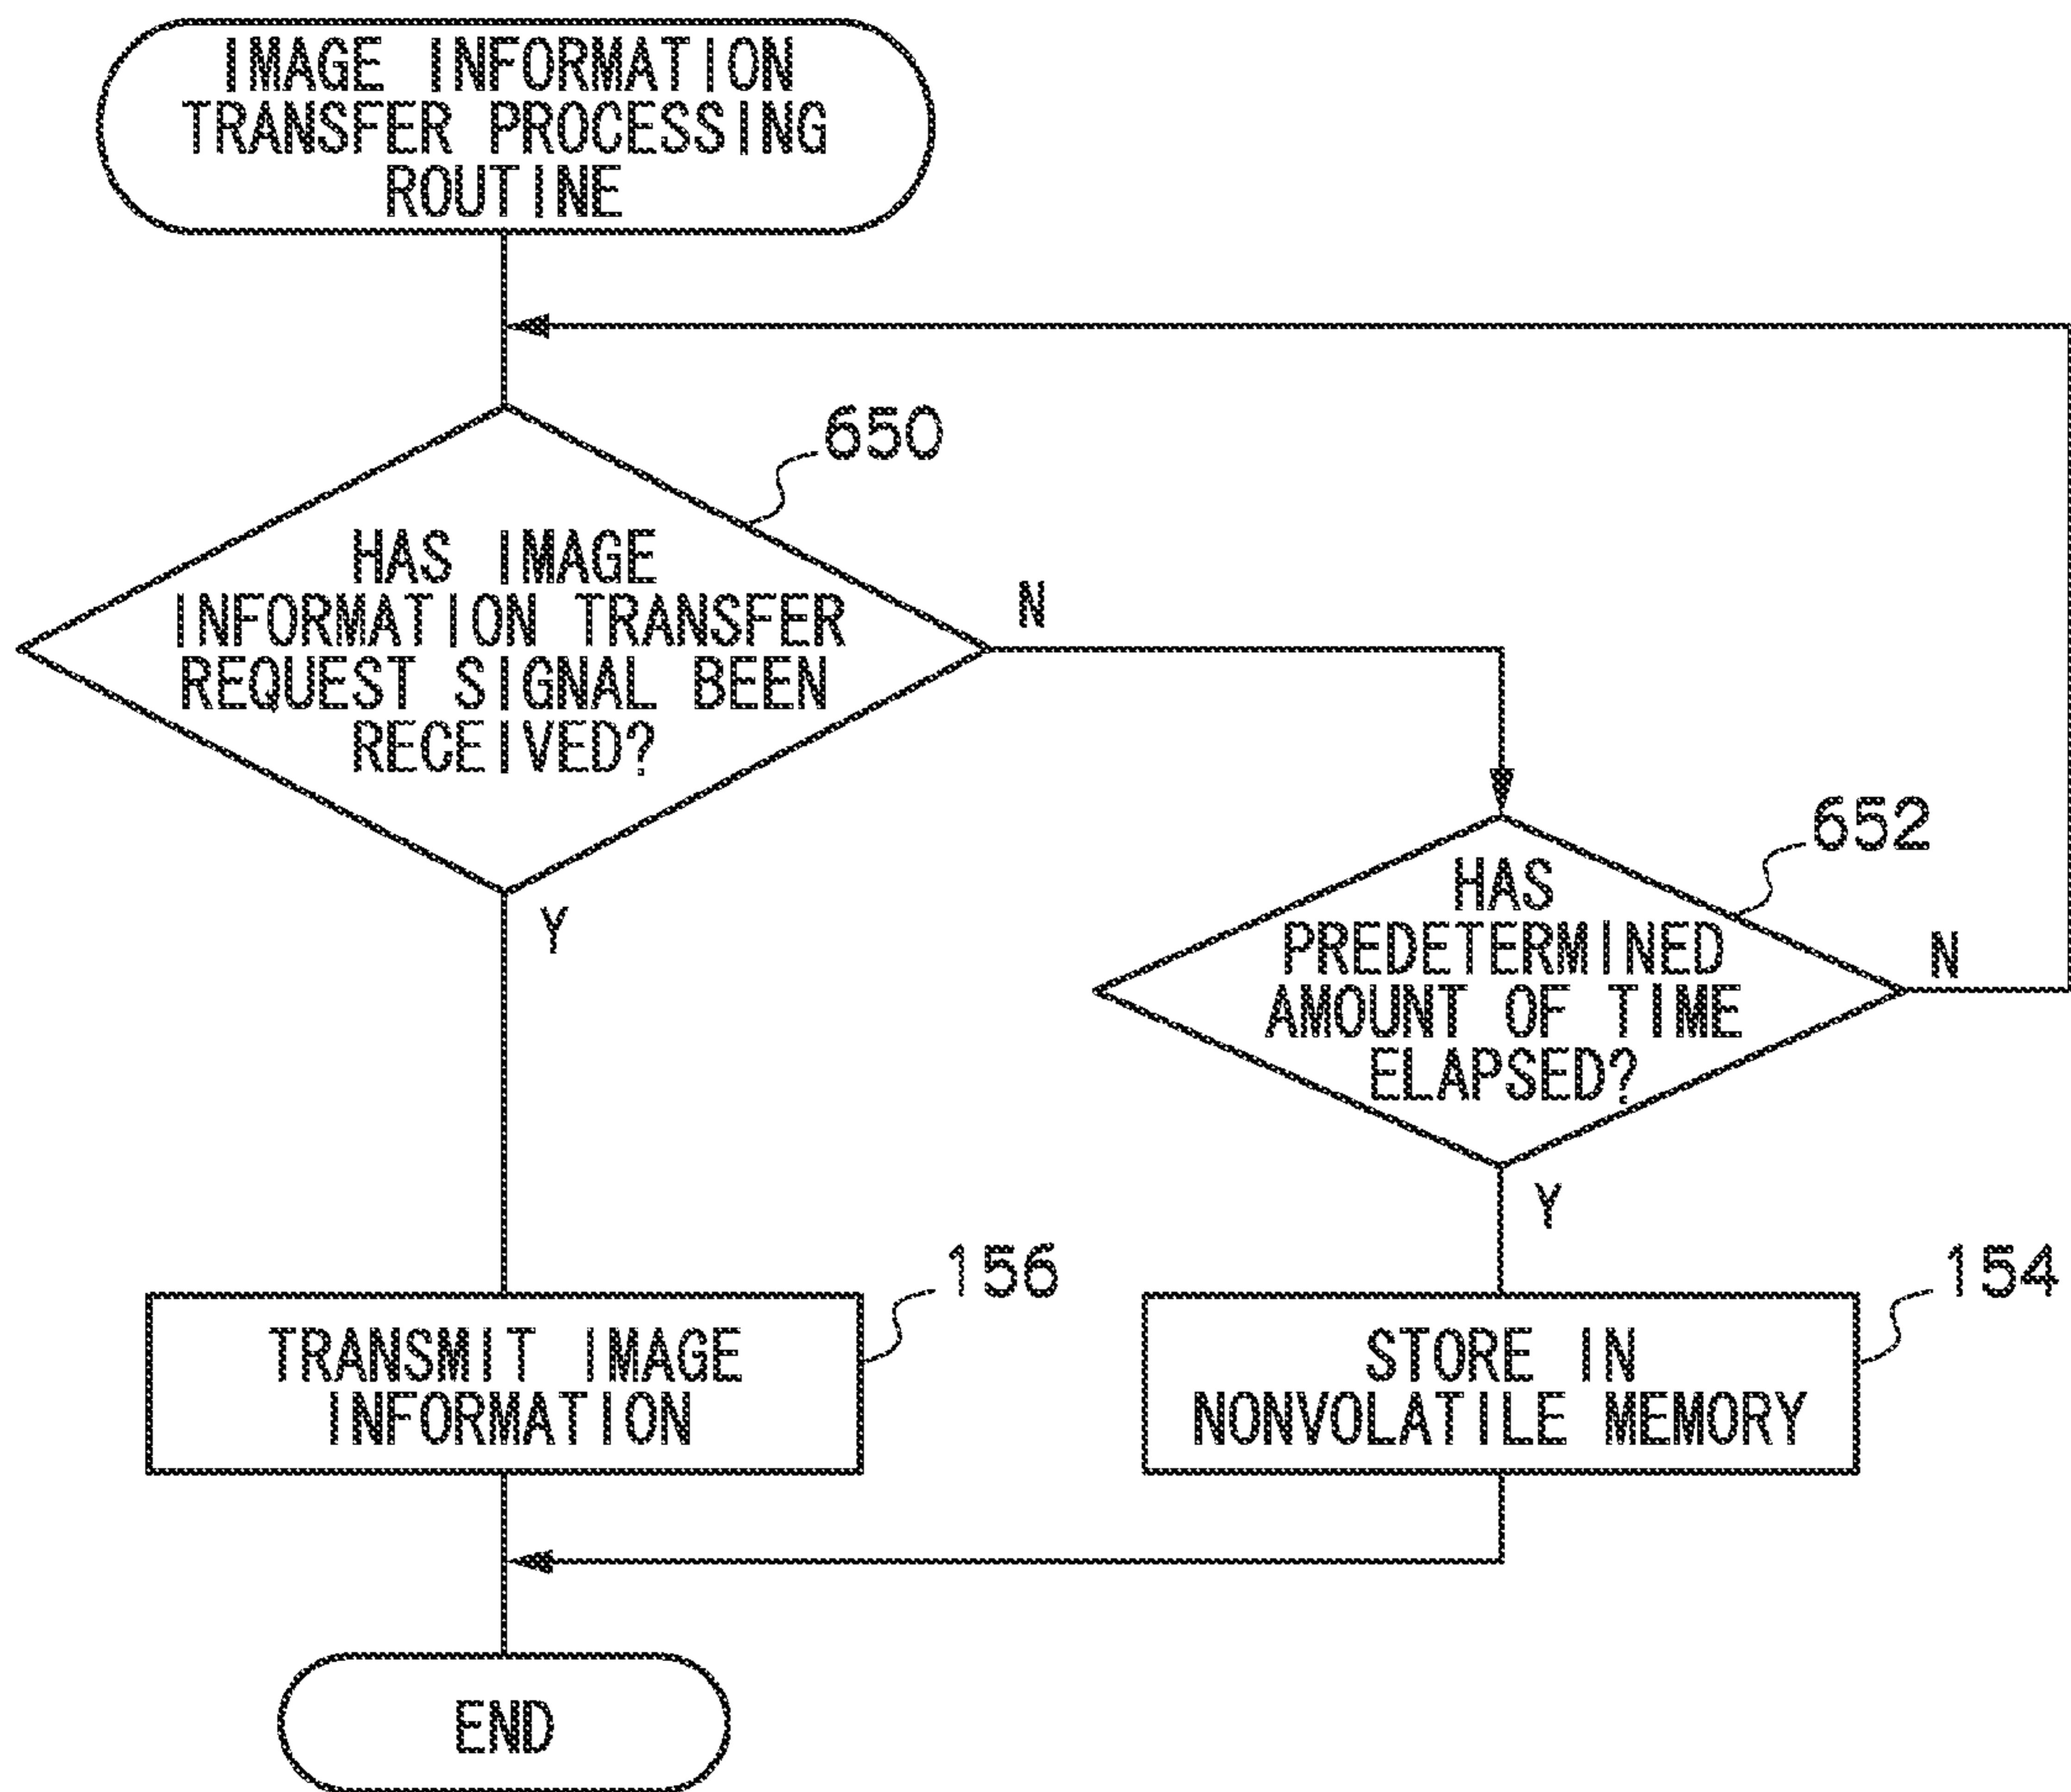 IMAGE INFORMATION
TRANSFER PROCESSING
ROUTINE
650
HAS IMAGE
INFORMATION TRANSFER
REQUEST SIGNAL BEEN
RECEIVED?
N
Y
652
HAS
PREDETERMINED
AMOUNT OF TIME
ELAPSED?
N
Y
156
TRANSMIT IMAGE
INFORMATION
154
STORE IN
NONVOLATILE MEMORY
END